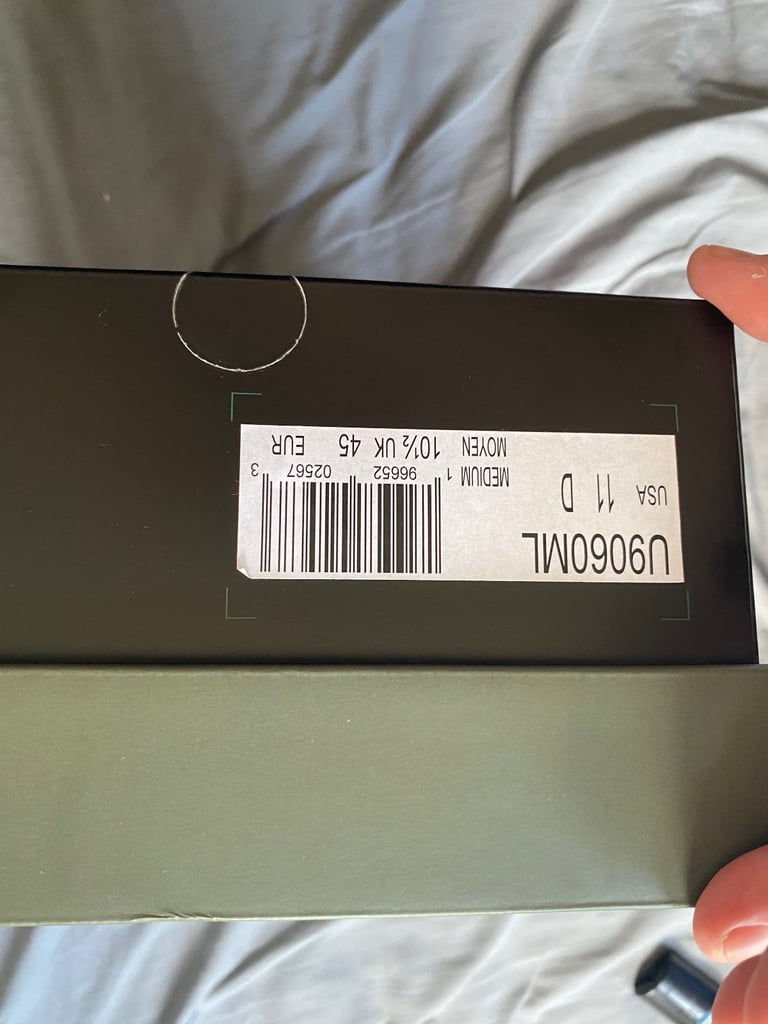 U9060ML
USA 11 D
MEDIUM
MOYEN 10½ UK 45 EUR
1 96652 02567 3